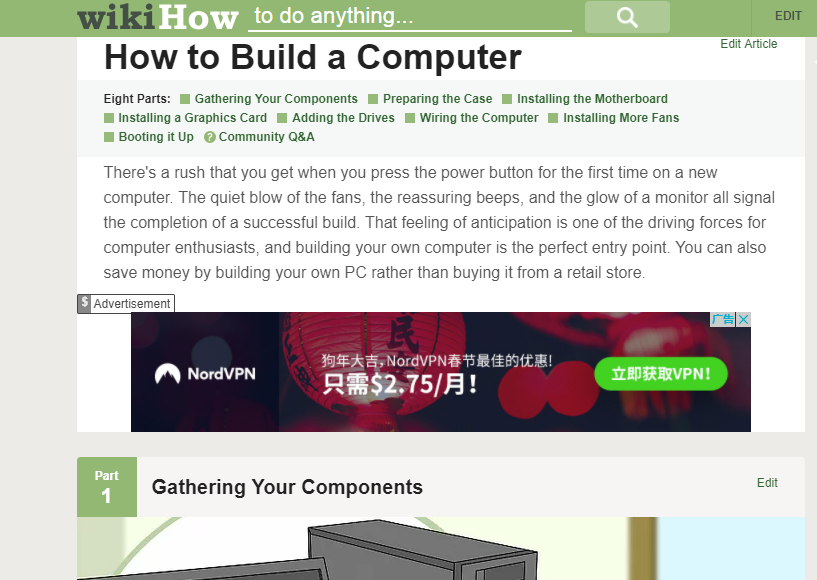 wikiHow to do anything...
EDIT
How to Build a Computer
Edit Article
Eight Parts: Gathering Your Components Preparing the Case Installing the Motherboard
Installing a Graphics Card Adding the Drives Wiring the Computer Installing More Fans
Booting it Up ? Community Q&A
There's a rush that you get when you press the power button for the first time on a new
computer. The quiet blow of the fans, the reassuring beeps, and the glow of a monitor all signal
the completion of a successful build. That feeling of anticipation is one of the driving forces for
computer enthusiasts, and building your own computer is the perfect entry point. You can also
save money by building your own PC rather than buying it from a retail store.
$ Advertisement
广告
民
狗年大吉,NordVPN春节最佳的优惠!
NordVPN
只需$2.75/月!
立即获取VPN!
Part
1
Gathering Your Components
Edit